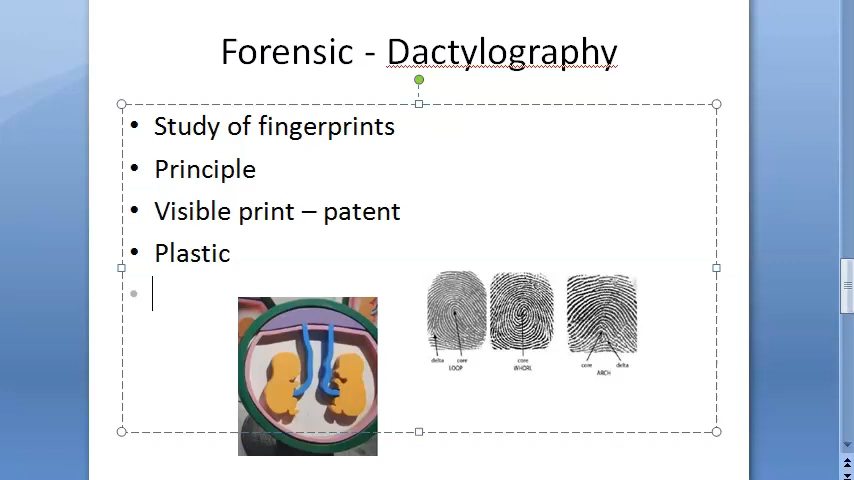 Forensic - Dactylography
• Study of fingerprints
• Principle
• Visible print – patent
• Plastic
delta core core core delta
LOOP WHORL ARCH